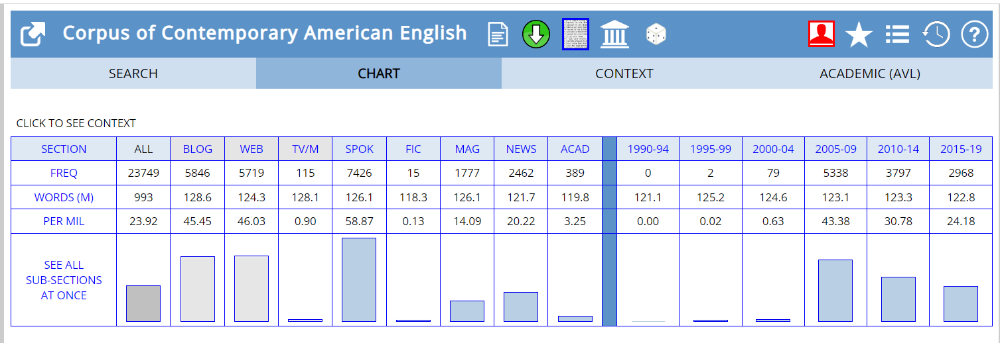 Corpus of Contemporary American English ?
SEARCH CHART CONTEXT ACADEMIC (AVL)
CLICK TO SEE CONTEXT
SECTION ALL BLOG WEB TV/M SPOK FIC MAG NEWS ACAD 1990-94 1995-99 2000-04 2005-09 2010-14 2015-19
FREQ 23749 5846 5719 115 7426 15 1777 2462 389 0 2 79 5338 3797 2968
WORDS (M) 993 128.6 124.3 128.1 126.1 118.3 126.1 121.7 119.8 121.1 125.2 124.6 123.1 123.3 122.8
PER MIL 23.92 45.45 46.03 0.90 58.87 0.13 14.09 20.22 3.25 0.00 0.02 0.63 43.38 30.78 24.18
SEE ALL
SUB-SECTIONS
AT ONCE